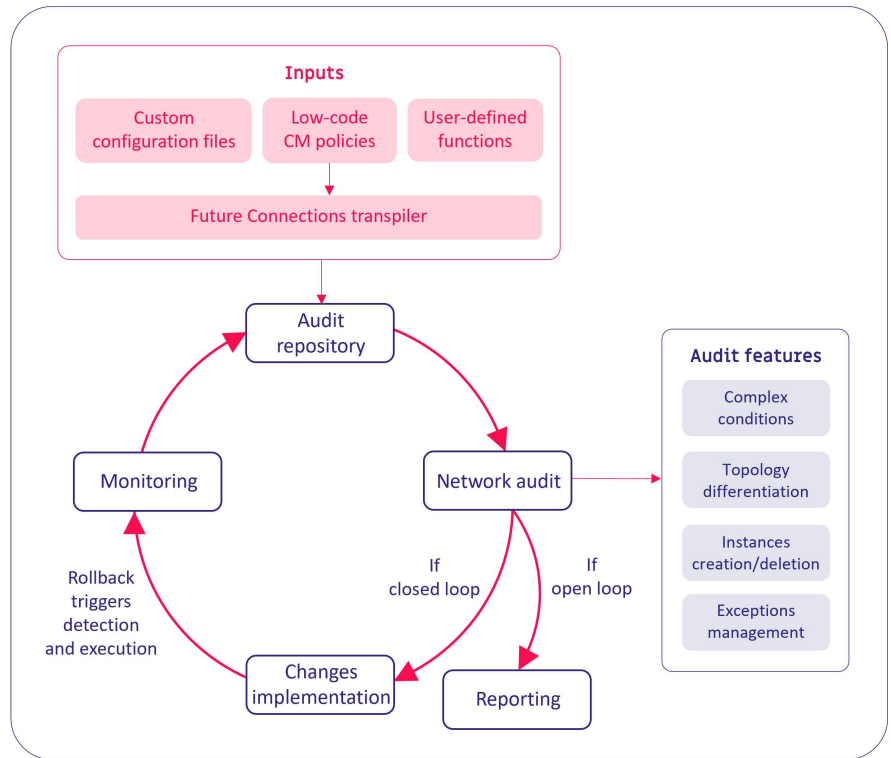 Inputs
Custom
configuration files
Low-code
CM policies
User-defined
functions
Future Connections transpiler
Audit
repository
Audit features
Complex
conditions
Topology
differentiation
Instances
creation/deletion
Exceptions
management
Monitoring
Network audit
If
closed loop
If
open loop
Rollback
triggers
detection
and execution
Changes
implementation
Reporting